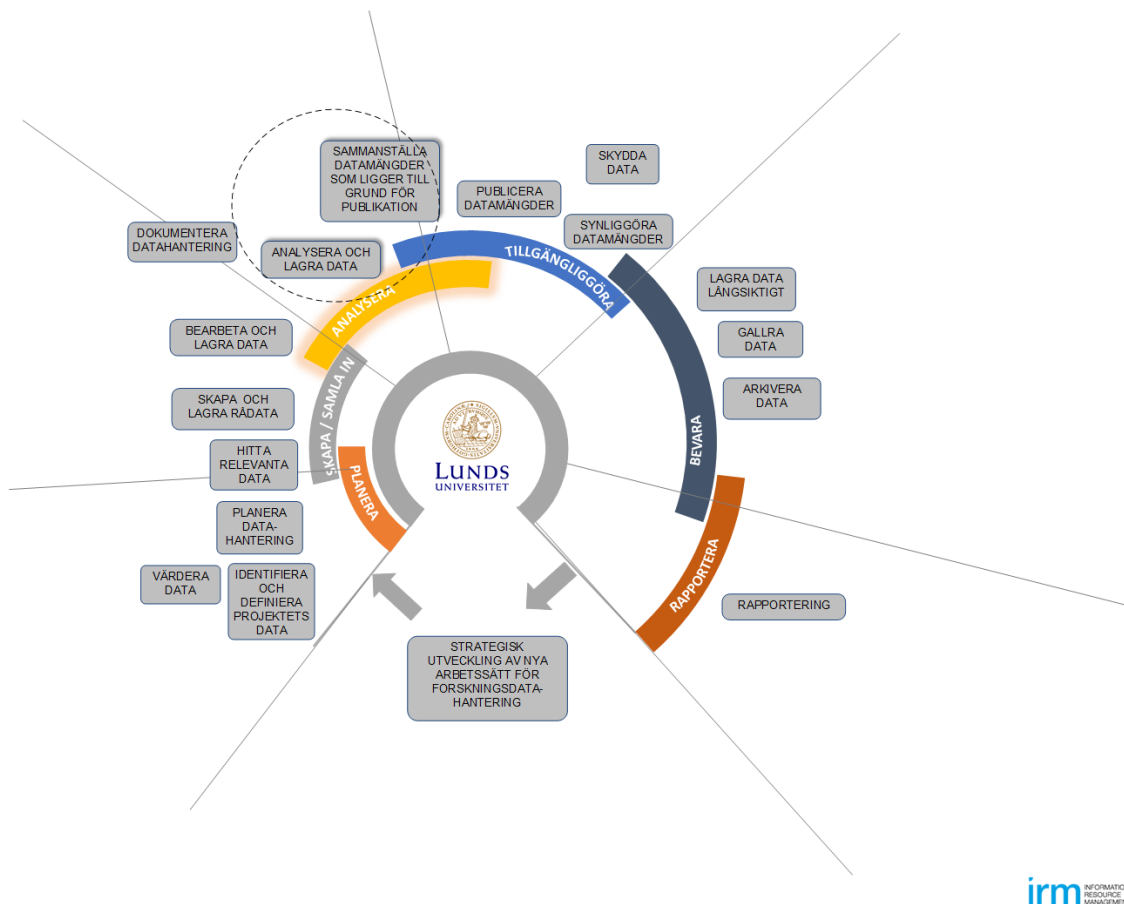 SAMMANSTÄLLA
DATAMÄNGDER
SOM LIGGER TILL
GRUND FÖR
PUBLIKATION
SKYDDA
DATA
PUBLICERA
DATAMÄNGDER
SYNLIGGÖRA
DATAMÄNGDER
DOKUMENTERA
DATAHANTERING
ANALYSERA OCH
LAGRA DATA
TILLGÄNGLIGGÖRA
LAGRA DATA
LÅNGSIKTIGT
ANALYSERA
BEARBETA OCH
LAGRA DATA
GALLRA
DATA
SKAPA OCH
LAGRA RÅDATA
SKAPA / SAMLA IN
ARKIVERA
DATA
BEVARA
HITTA
RELEVANTA
DATA
PLANERA
LUNDS
UNIVERSITET
PLANERA
DATA-
HANTERING
RAPPORTERA
VÄRDERA
DATA
IDENTIFIERA
OCH
DEFINIERA
PROJEKTETS
DATA
RAPPORTERING
STRATEGISK
UTVECKLING AV NYA
ARBETSSÄTT FÖR
FORSKNINGSDATA-
HANTERING
irm
INFORMATION
RESOURCE
MANAGEMENT